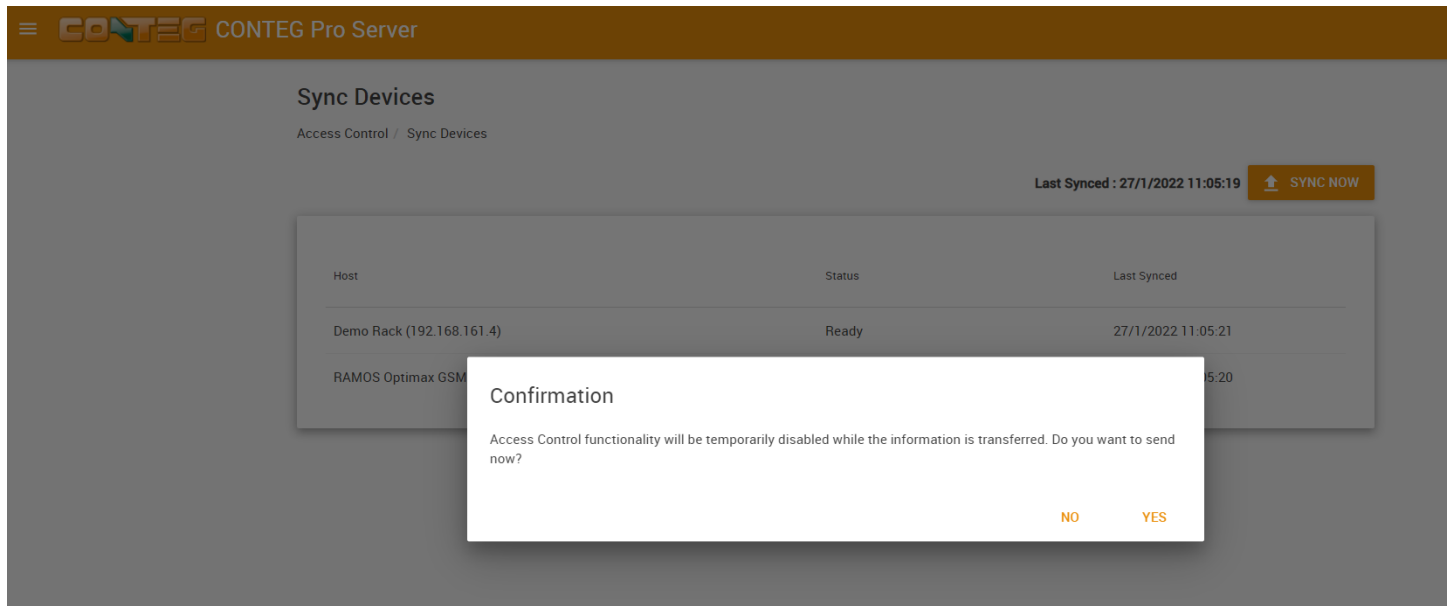 CONTEG CONTEG Pro Server
Sync Devices
Access Control / Sync Devices
Last Synced : 27/1/2022 11:05:19 SYNC NOW
Host Status Last Synced
Demo Rack (192.168.161.4) Ready 27/1/2022 11:05:21
RAMOS Optimax GSM 05:20
Confirmation
Access Control functionality will be temporarily disabled while the information is transferred. Do you want to send
now?
NO YES